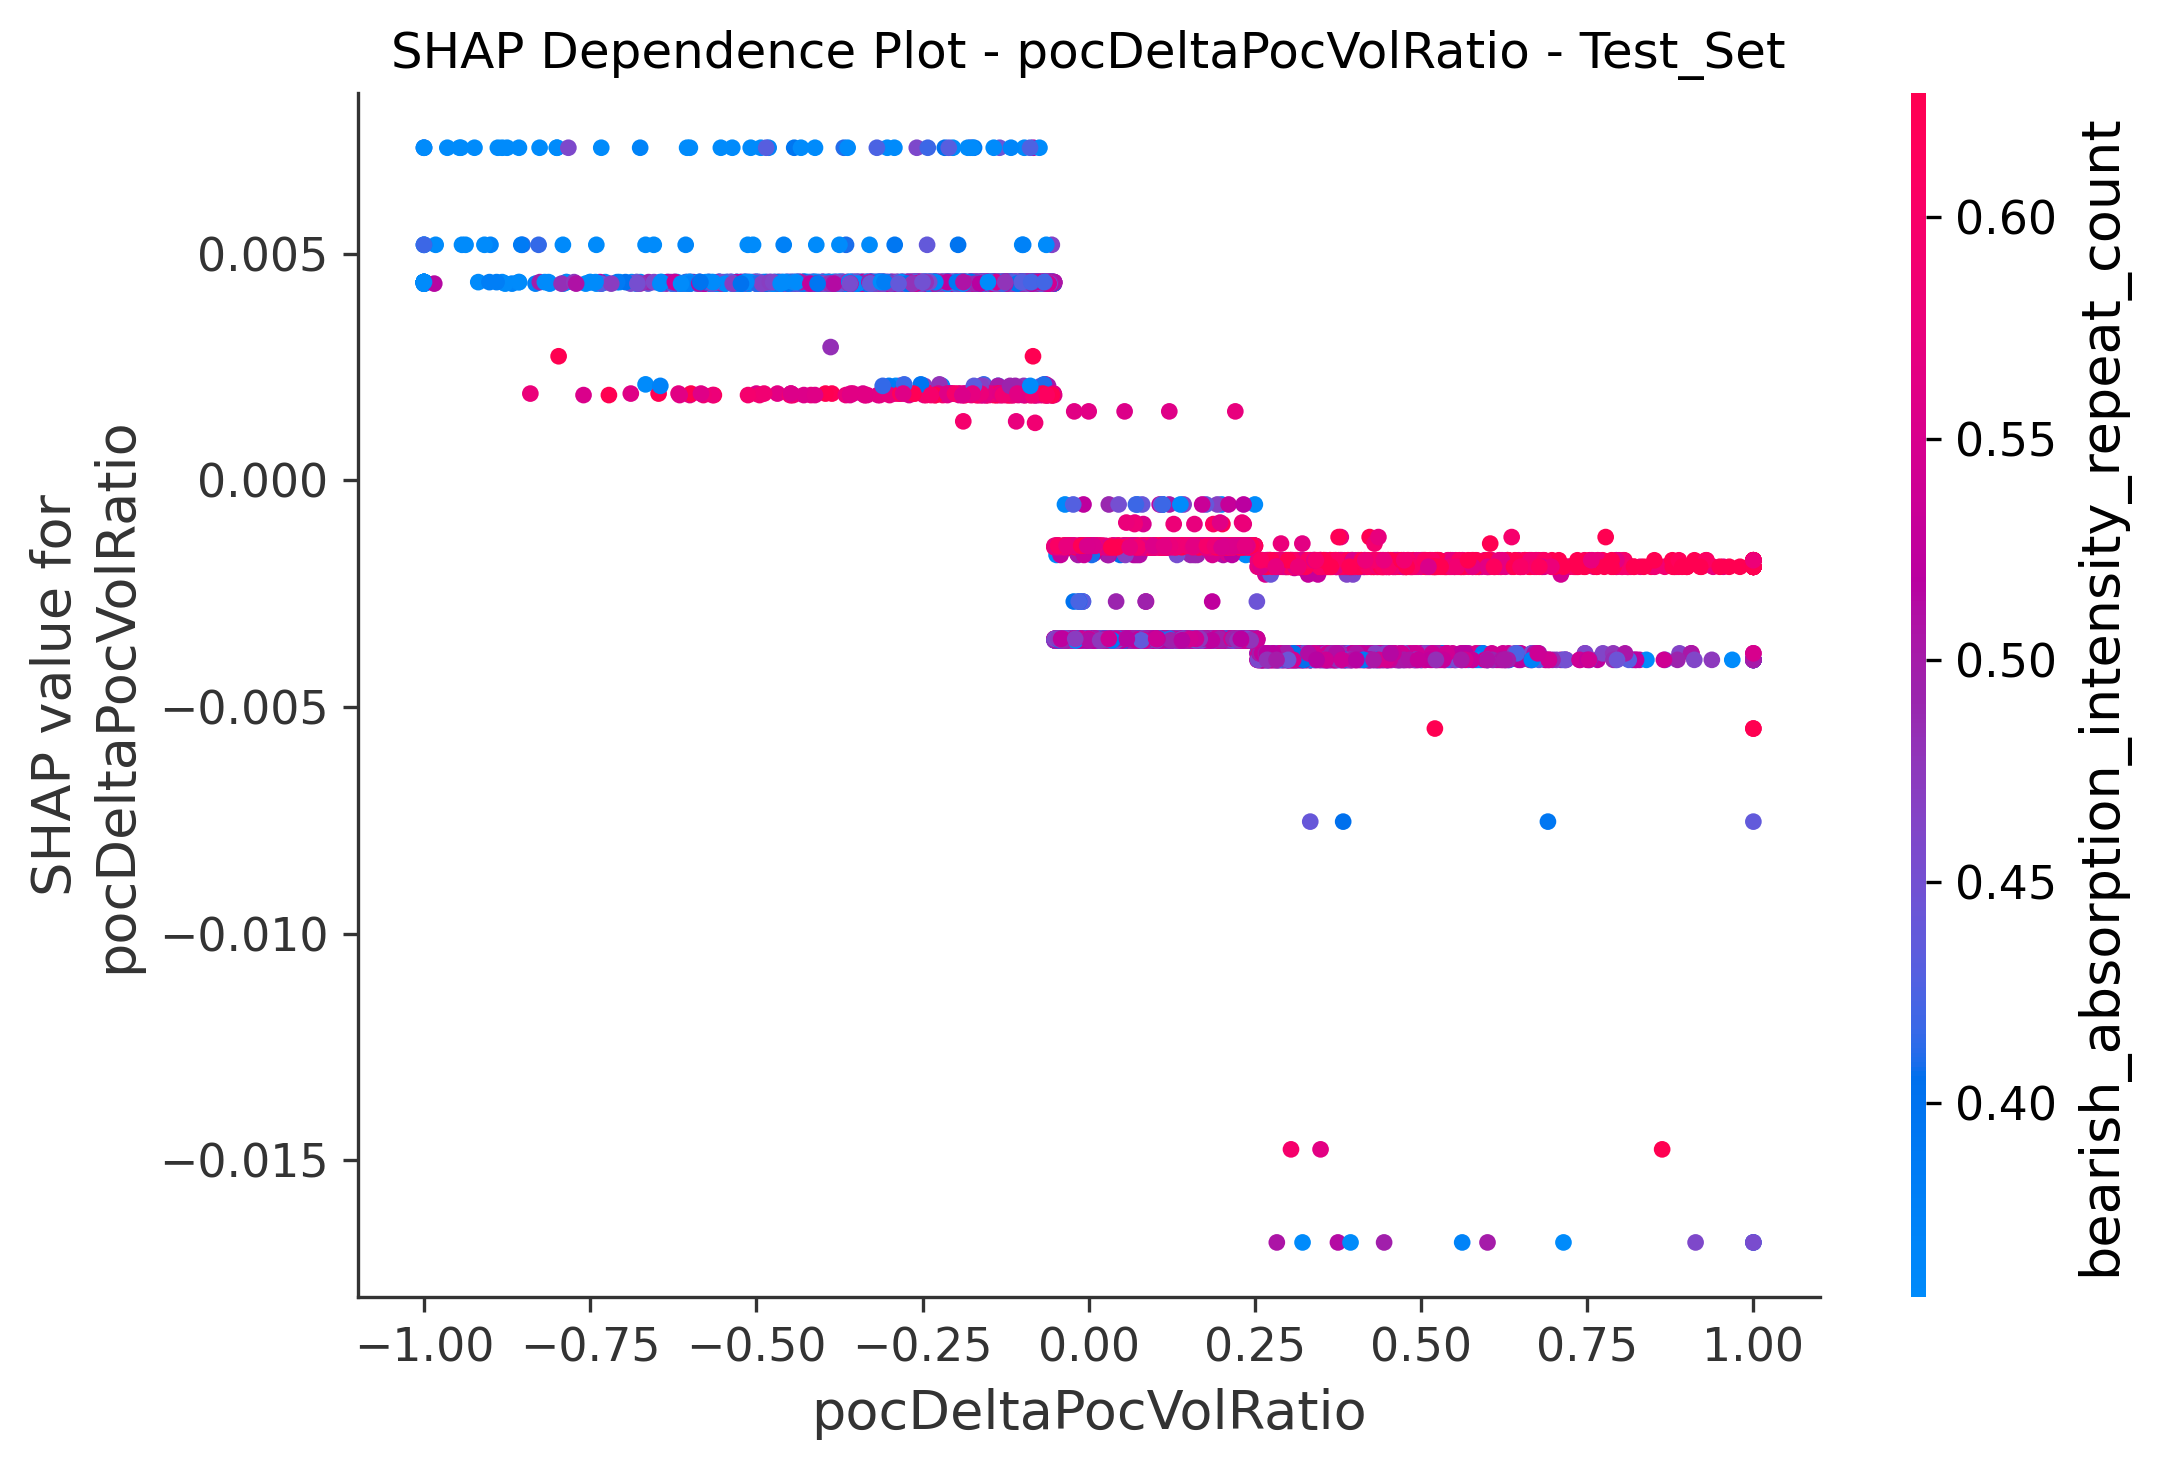 SHAP Dependence Plot - pocDeltaPocVolRatio - Test_Set
SHAP value for
pocDeltaPocVolRatio
0.005
0.000
−0.005
−0.010
−0.015
−1.00 −0.75 −0.50 −0.25 0.00 0.25 0.50 0.75 1.00
pocDeltaPocVolRatio
0.60
0.55
0.50
0.45
0.40
bearish_absorption_intensity_repeat_count